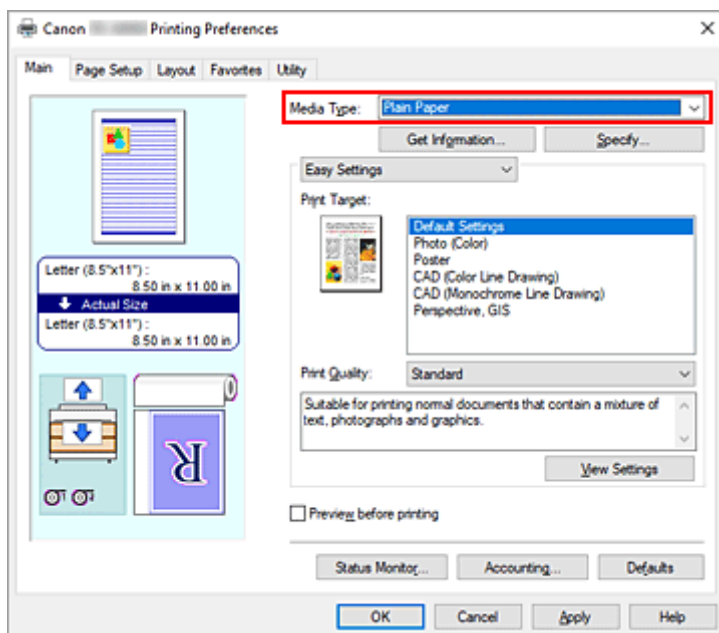 Canon Printing Preferences
Main Page Setup Layout Favorites Utility
Media Type: Plain Paper
Get Information... Specify...
Easy Settings
Print Target:
Default Settings
Photo (Color)
Poster
CAD (Color Line Drawing)
CAD (Monochrome Line Drawing)
Perspective, GIS
Letter (8.5"x11") :
8.50 in x 11.00 in
Actual Size
Letter (8.5"x11") :
8.50 in x 11.00 in
Print Quality: Standard
Suitable for printing normal documents that contain a mixture of
text, photographs and graphics.
View Settings
R
Preview before printing
Status Monitor... Accounting... Defaults
OK Cancel Apply Help